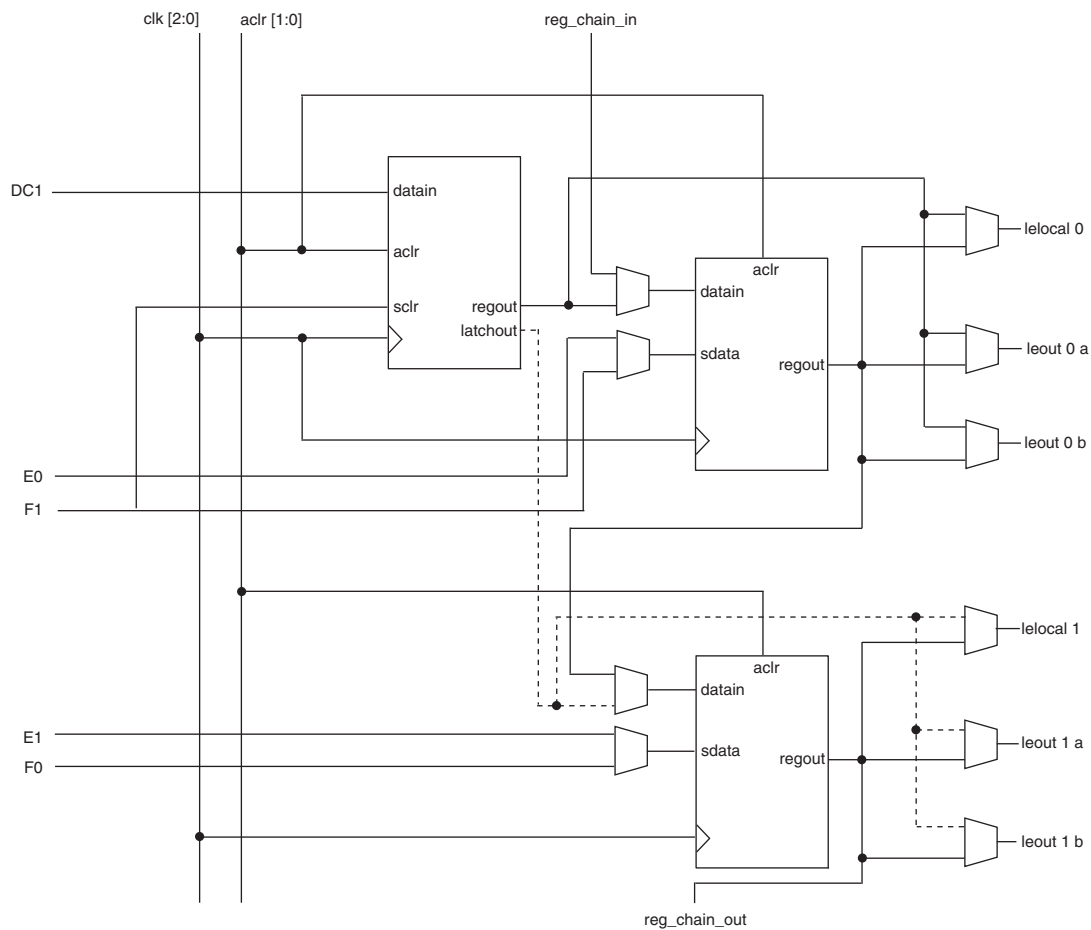 clk [2:0]
aclr [1:0]
reg_chain_in
DC1
datain
aclr
sclr
regout
latchout
aclr
datain
sdata
regout
lelocal 0
leout 0 a
leout 0 b
E0
F1
aclr
datain
sdata
regout
lelocal 1
leout 1 a
leout 1 b
E1
F0
reg_chain_out